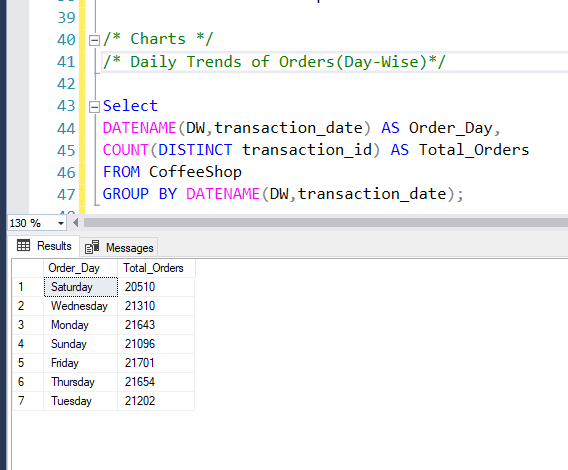 39
40 /* Charts */
41 /* Daily Trends of Orders(Day-Wise)*/
42
43 Select
44 DATENAME(DW,transaction_date) AS Order_Day,
45 COUNT(DISTINCT transaction_id) AS Total_Orders
46 FROM CoffeeShop
47 GROUP BY DATENAME(DW,transaction_date);
130 %
Results Messages
Order_Day Total_Orders
1 Saturday 20510
2 Wednesday 21310
3 Monday 21643
4 Sunday 21096
5 Friday 21701
6 Thursday 21654
7 Tuesday 21202